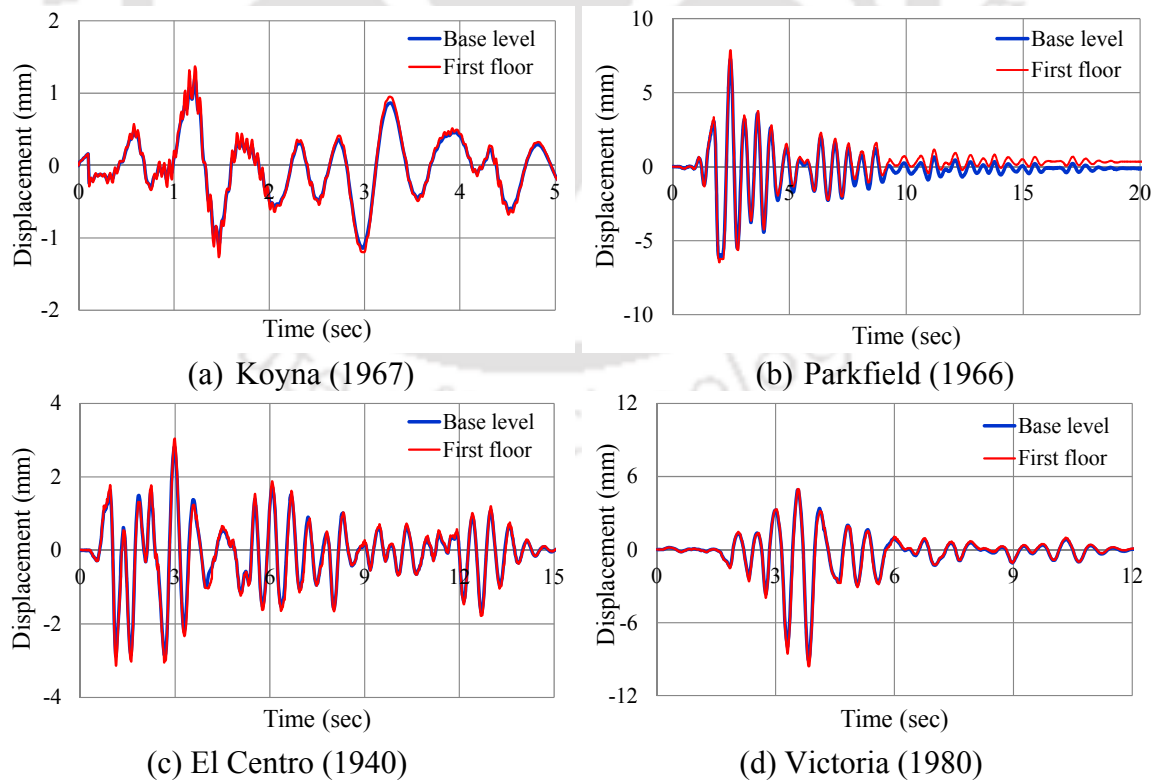 2
1
0
-1
-2
0
1
2
3
4
5
Displacement (mm)
Time (sec)
Base level
First floor
(a) Koyna (1967)
10
5
0
-5
-10
0
5
10
15
20
Displacement (mm)
Time (sec)
Base level
First floor
(b) Parkfield (1966)
4
2
0
-2
-4
0
3
6
9
12
15
Displacement (mm)
Time (sec)
Base level
First floor
(c) El Centro (1940)
12
6
0
-6
-12
0
3
6
9
12
Displacement (mm)
Time (sec)
Base level
First floor
(d) Victoria (1980)